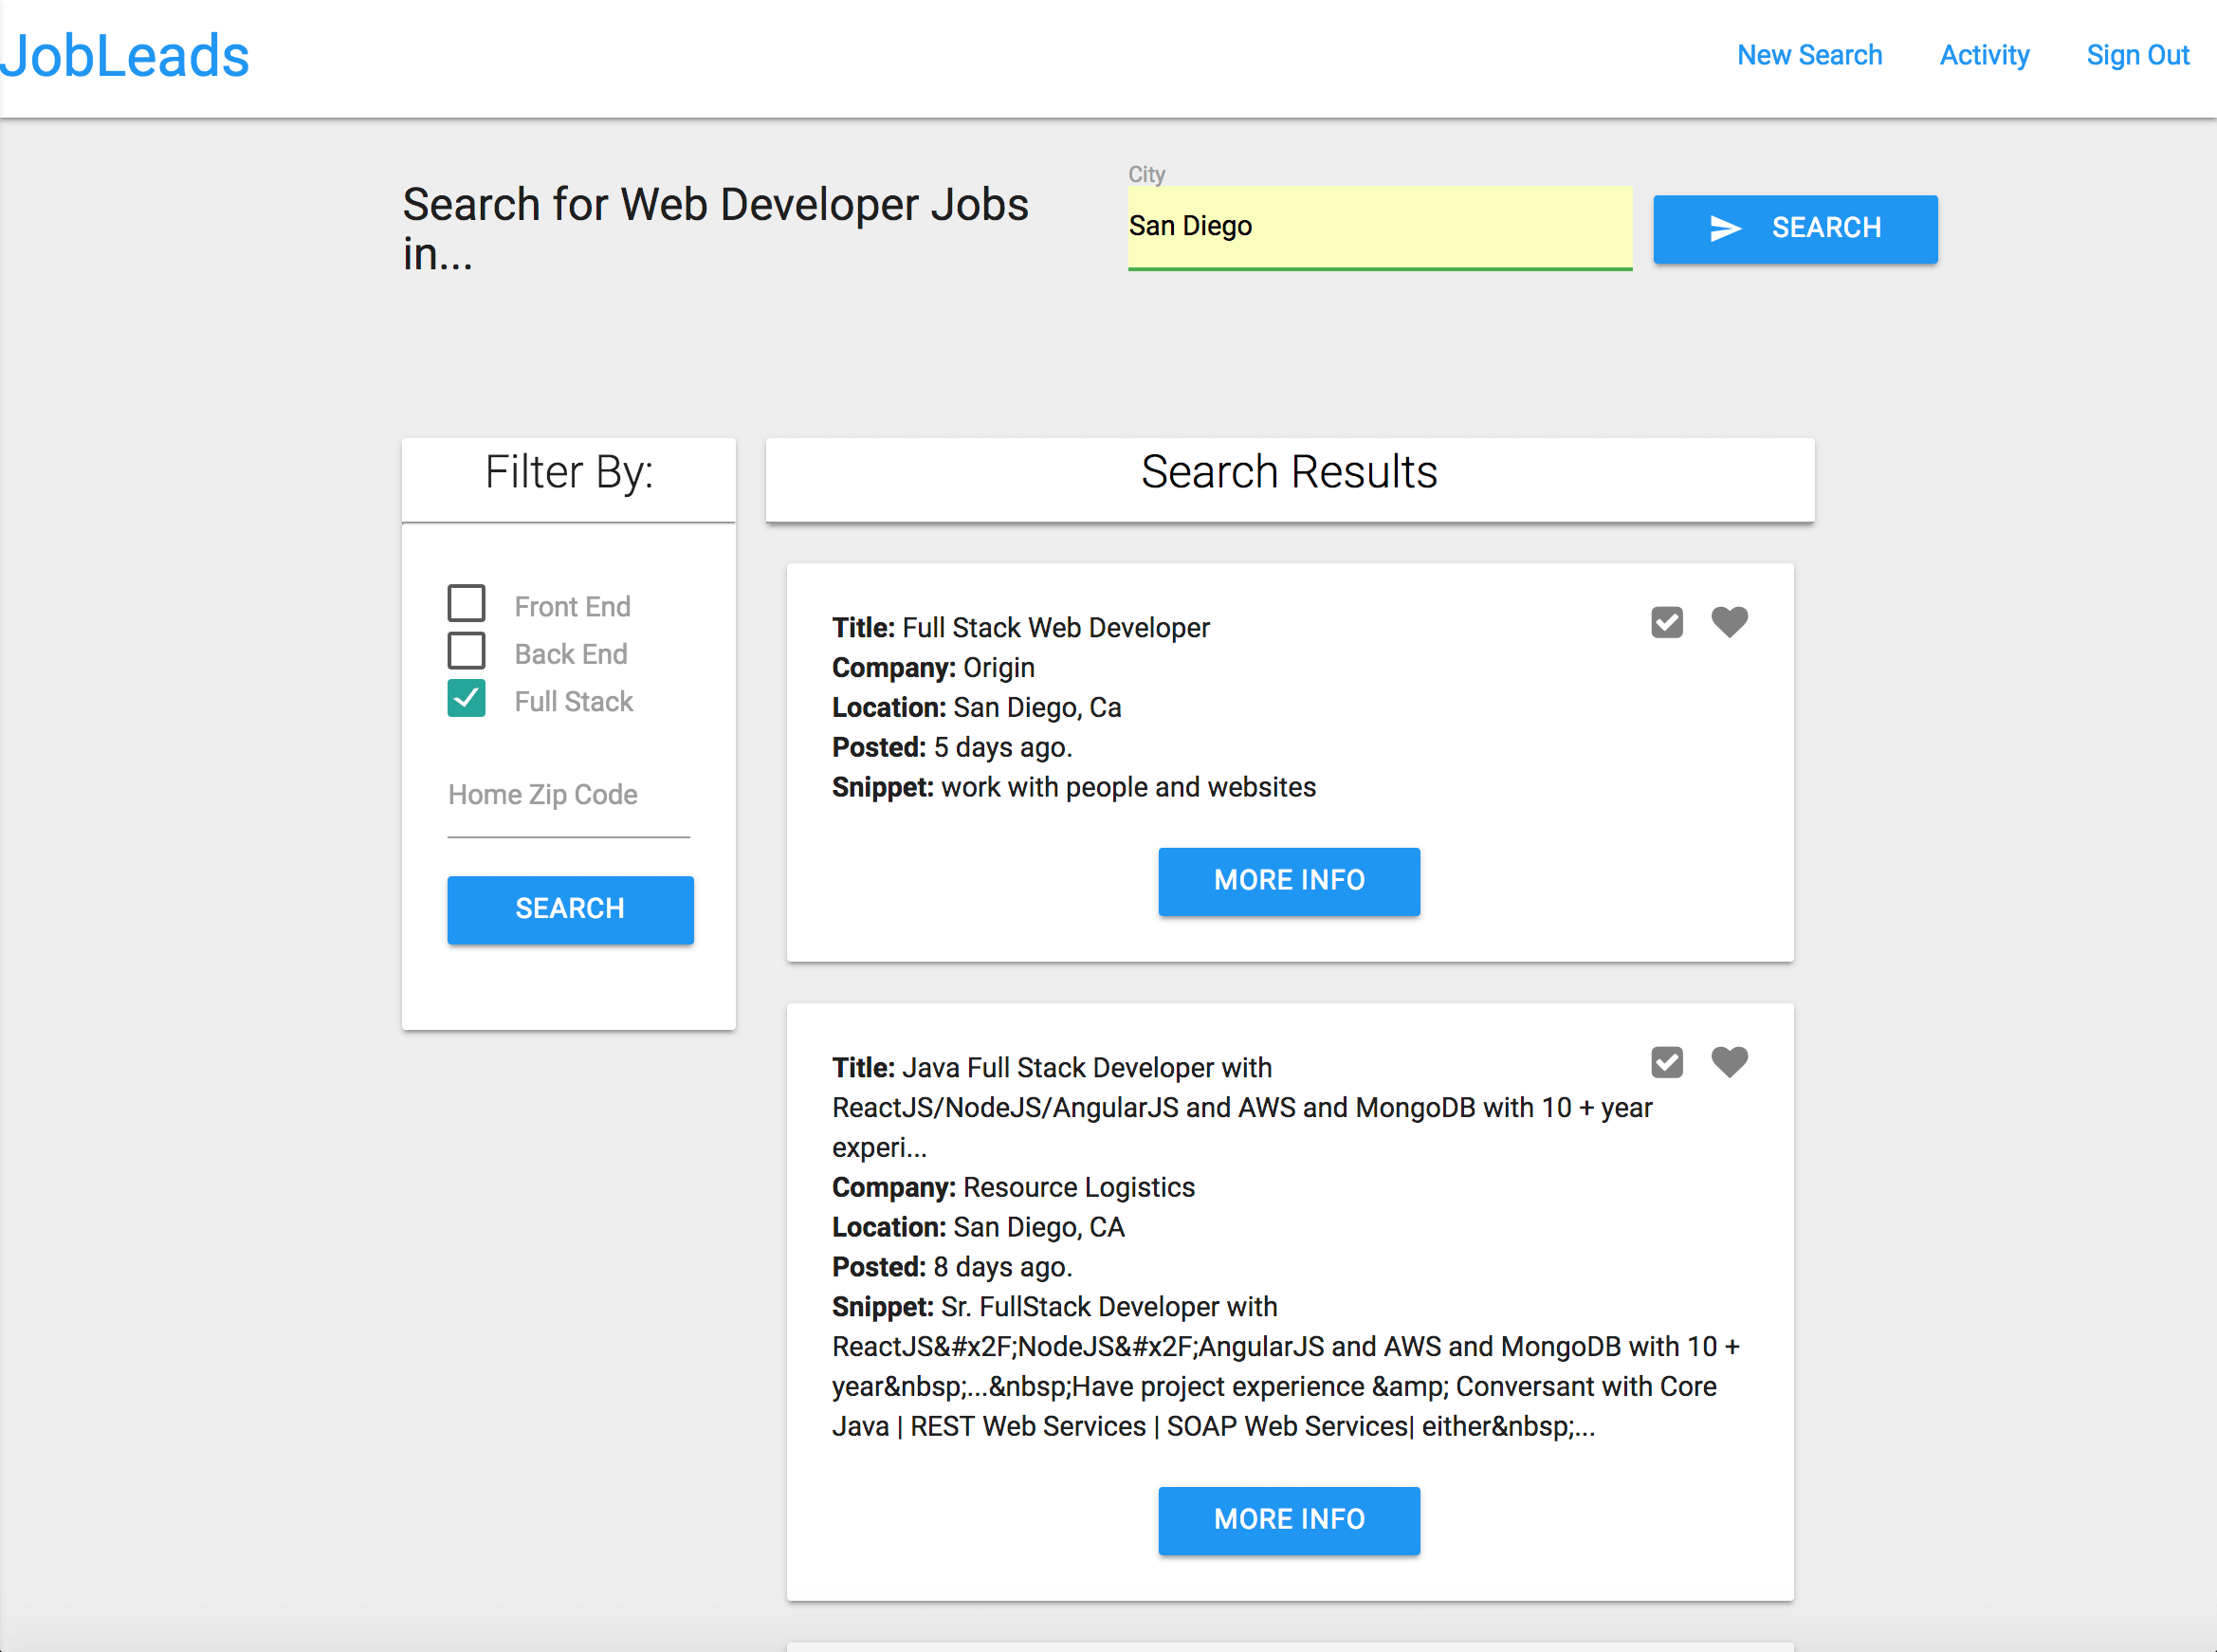 JobLeads
New Search
Activity
Sign Out
Search for Web Developer Jobs
in...
City
San Diego
SEARCH
Filter By:
Front End
Back End
Full Stack
Home Zip Code
SEARCH
Search Results
Title: Full Stack Web Developer
Company: Origin
Location: San Diego, Ca
Posted: 5 days ago.
Snippet: work with people and websites
MORE INFO
Title: Java Full Stack Developer with
ReactJS/NodeJS/AngularJS and AWS and MongoDB with 10 + year
experi...
Company: Resource Logistics
Location: San Diego, CA
Posted: 8 days ago.
Snippet: Sr. FullStack Developer with
ReactJS&#x2F;NodeJS&#x2F;AngularJS and AWS and MongoDB with 10 +
year&nbsp;...&nbsp;Have project experience &amp; Conversant with Core
Java | REST Web Services | SOAP Web Services| either&nbsp;...
MORE INFO